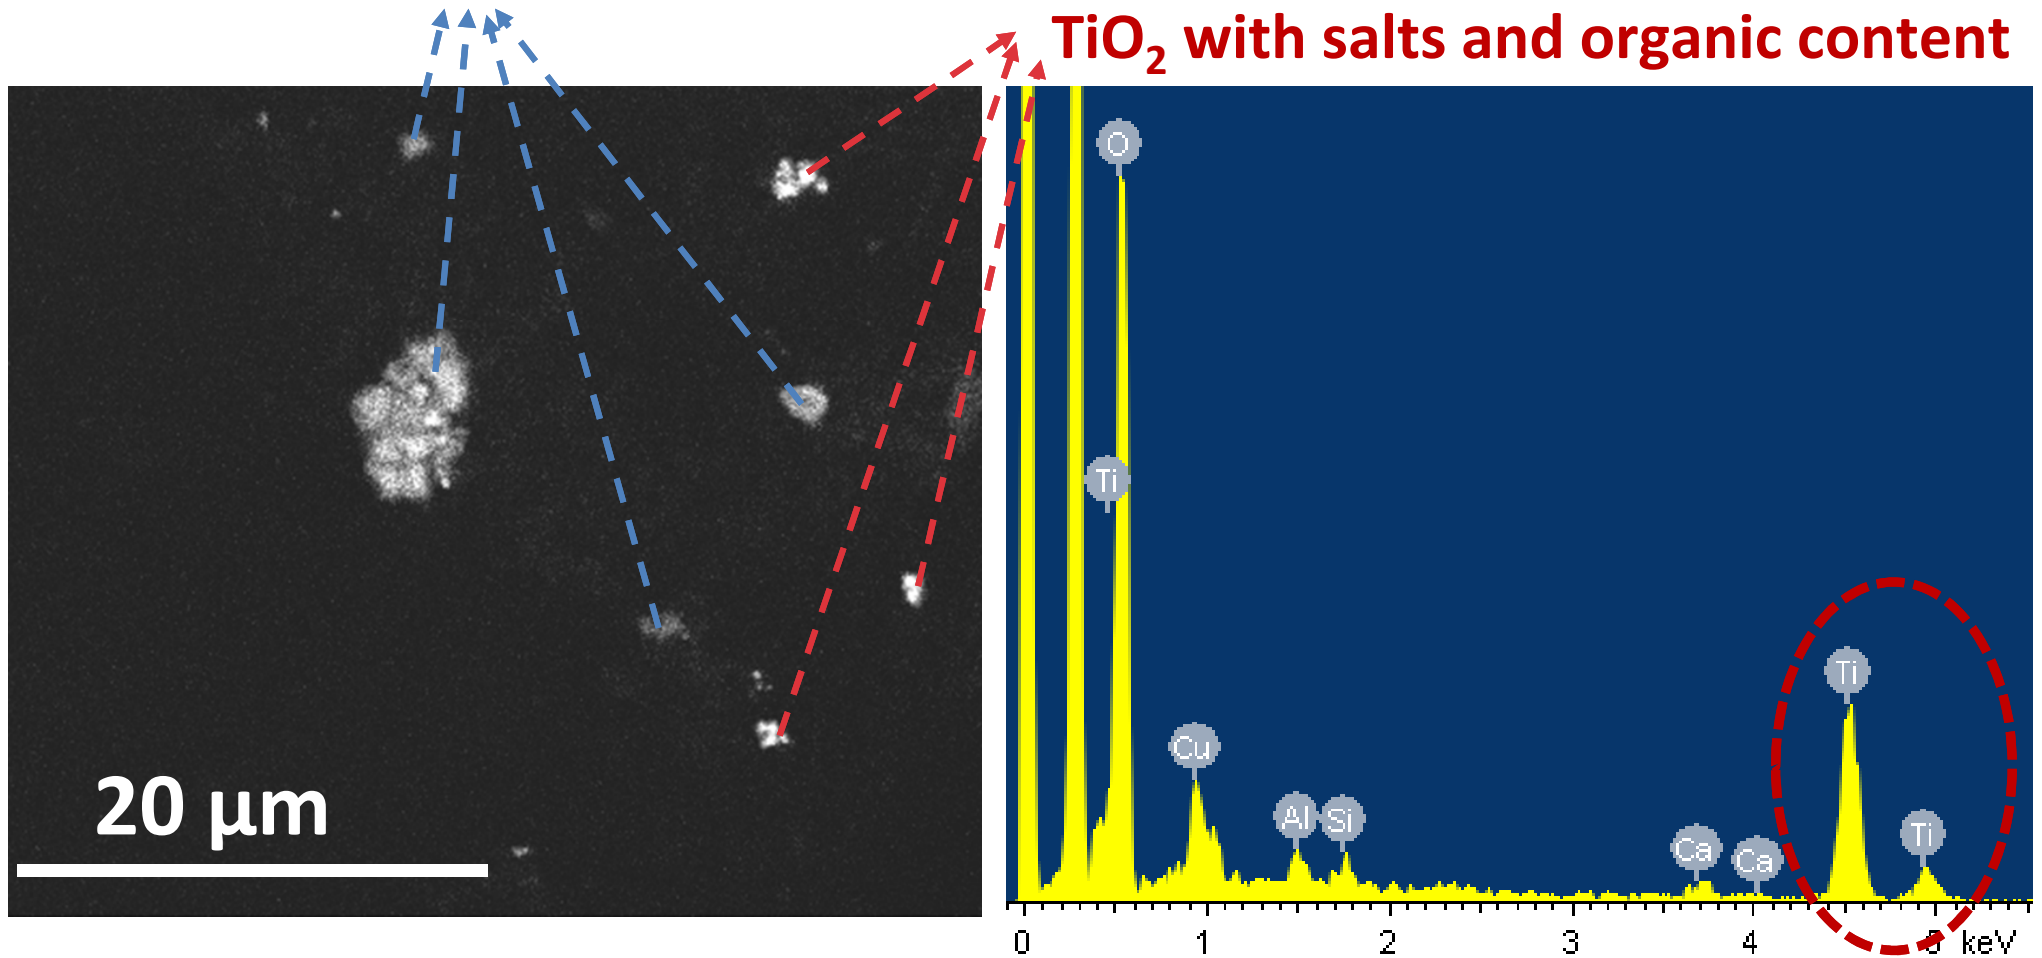 TiO₂ with salts and organic content
O
Ti
Cu
Al
Si
Ca
Ca
Ti
Ti
20 µm
0 1 2 3 4 5 keV